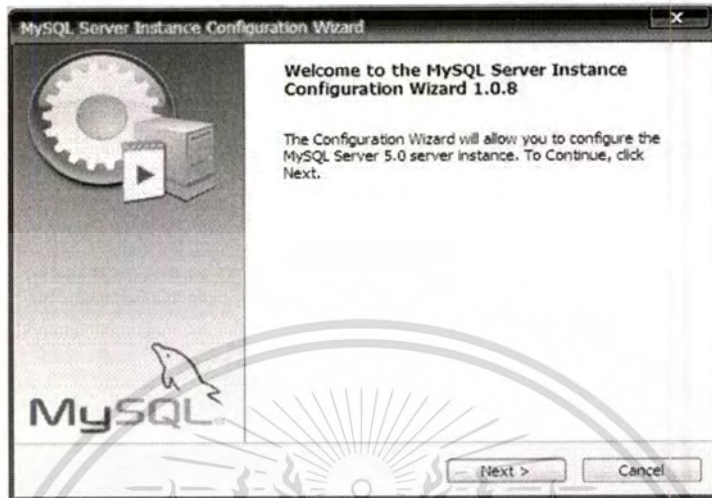 MySQL Server Instance Configuration Wizard
Welcome to the MySQL Server Instance
Configuration Wizard 1.0.8
The Configuration Wizard will allow you to configure the
MySQL Server 5.0 server instance. To Continue, click
Next.
MySQL
Next >
Cancel